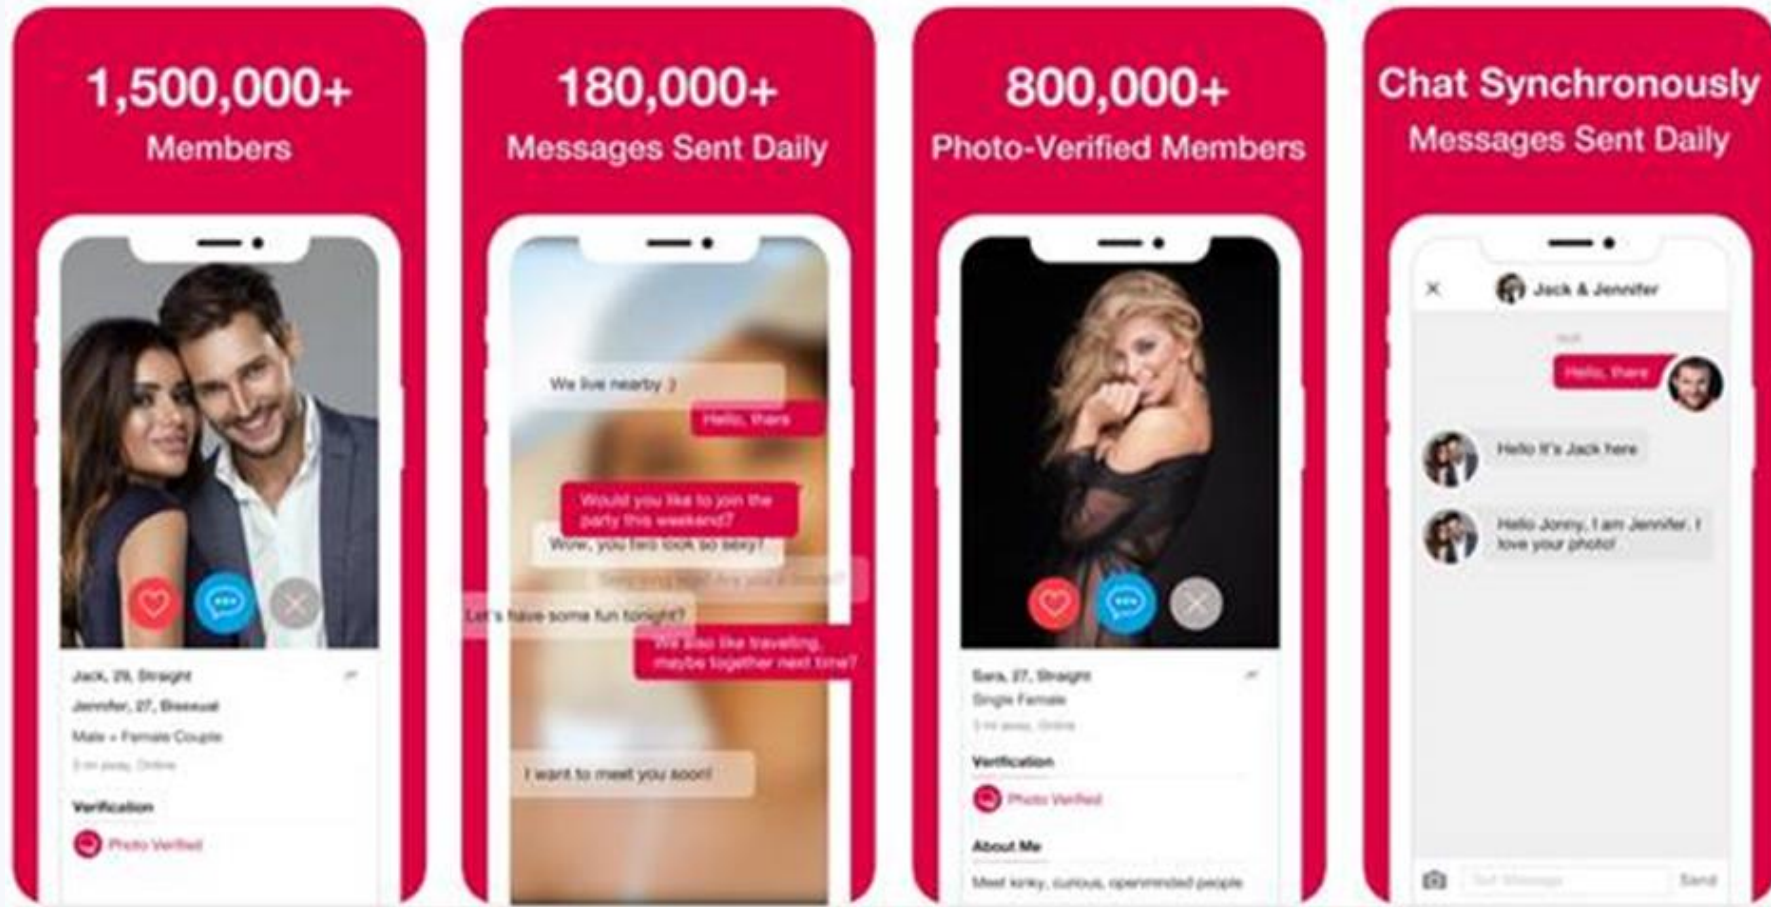 1,500,000+
Members
Jack, 29, Straight
Jennifer, 27, Bisexual
Male + Female Couple
Verification
Photo Verified
180,000+
Messages Sent Daily
We live nearby :)
Hello, there
Would you like to join the
party this weekend?
Wow, you two look so sexy!
Let's have some fun tonight?
We also like travelling,
maybe together next time?
I want to meet you soon!
800,000+
Photo-Verified Members
Sara, 27, Straight
Single Female
Verification
Photo Verified
About Me
Meet kinky, curious, openminded people
Chat Synchronously
Messages Sent Daily
Jack & Jennifer
Hello, there
Hello It's Jack here
Hello Jonny, I am Jennifer. I
love your photo!
Send